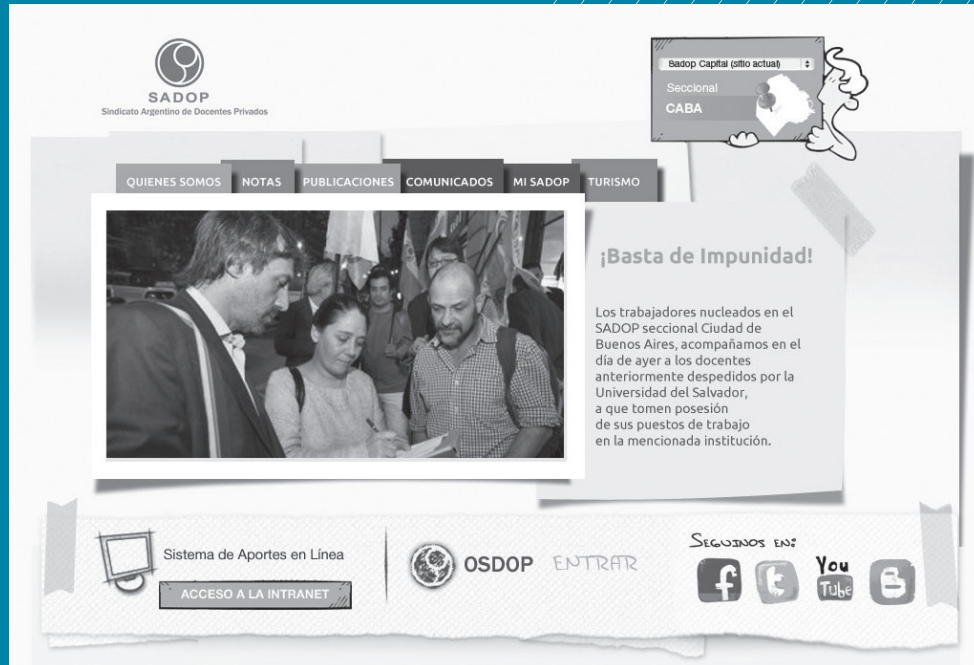 SADOP
Sindicato Argentino de Docentes Privados
Sadop Capital (sitio actual)
Seccional
CABA
QUIENES SOMOS
NOTAS
PUBLICACIONES
COMUNICADOS
MI SADOP
TURISMO
¡Basta de Impunidad!
Los trabajadores nucleados en el
SADOP seccional Ciudad de
Buenos Aires, acompañamos en el
día de ayer a los docentes
anteriormente despedidos por la
Universidad del Salvador,
a que tomen posesión
de sus puestos de trabajo
en la mencionada institución.
Sistema de Aportes en Línea
ACCESO A LA INTRANET
OSDOP
ENTRAR
SEGUINOS EN:
f
t
You
Tube
B